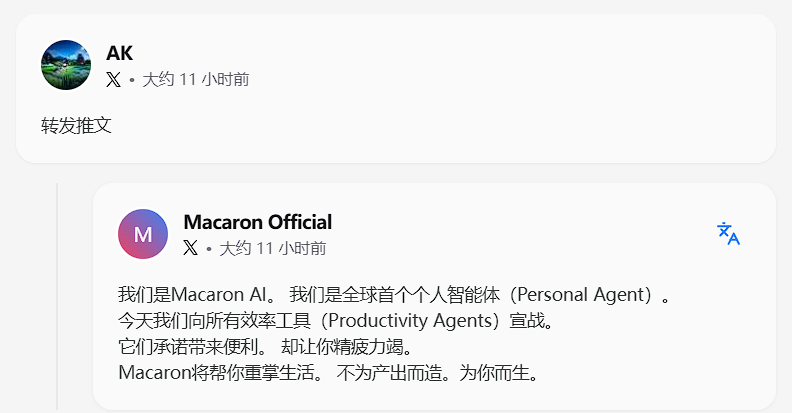 AK
X • 大约 11 小时前
转发推文
M
Macaron Official
X • 大约 11 小时前
我们是Macaron AI。 我们是全球首个个人智能体（Personal Agent）。
今天我们向所有效率工具（Productivity Agents）宣战。
它们承诺带来便利。 却让你精疲力竭。
Macaron将帮你重掌生活。 不为产出而造。为你而生。